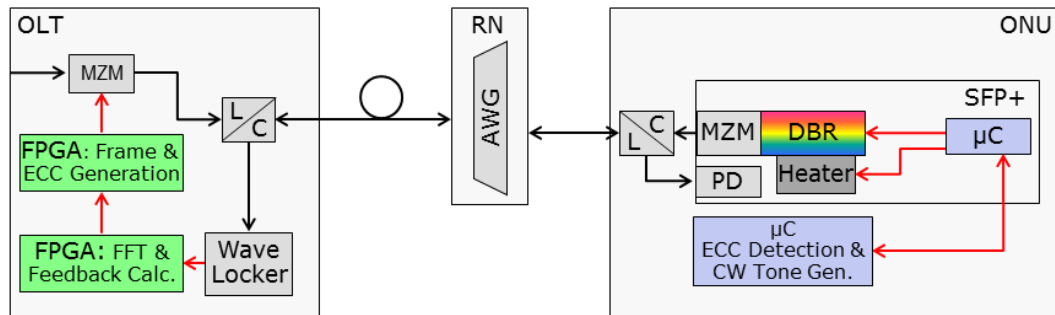 OLT
MZM
L
C
FPGA: Frame &
ECC Generation
FPGA: FFT &
Feedback Calc.
Wave
Locker
RN
AWG
ONU
SFP+
L
C
MZM
DBR
µC
PD
Heater
µC
ECC Detection &
CW Tone Gen.